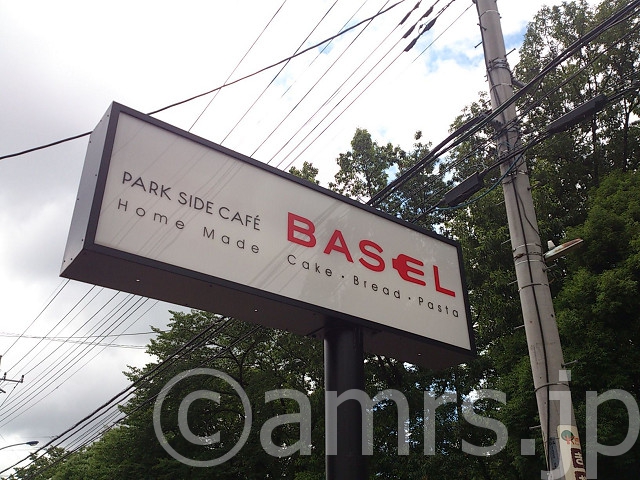 PARK SIDE CAFÉ BASEL
Home Made Cake・Bread・Pasta
©amrs.jp